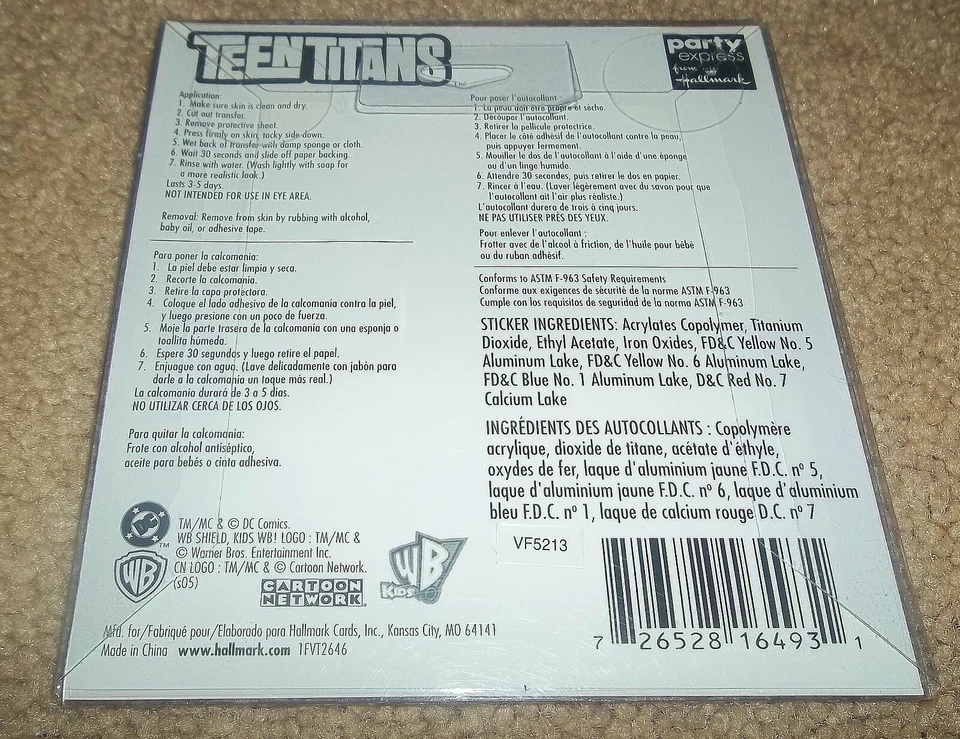 TEEN TITANS
TM
party
express
from
Hallmark
Application:
1. Make sure skin is clean and dry.
2. Cut out transfer.
3. Remove protective sheet.
4. Press firmly on skin, tacky side down.
5. Wet back of transfer with damp sponge or cloth.
6. Wait 30 seconds and slide off paper backing.
7. Rinse with water. (Wash lightly with soap for
a more realistic look.)
Lasts 3-5 days.
NOT INTENDED FOR USE IN EYE AREA.
Removal: Remove from skin by rubbing with alcohol,
baby oil, or adhesive tape.
Para poner la calcomanía:
1. La piel debe estar limpia y seca.
2. Recorte la calcomanía.
3. Retire la capa protectora.
4. Coloque el lado adhesivo de la calcomanía contra la piel,
y luego presione con un poco de fuerza.
5. Moje la parte trasera de la calcomanía con una esponja o
toallita húmeda.
6. Espere 30 segundos y luego retire el papel.
7. Enjuague con agua. (Lave delicadamente con jabón para
darle a la calcomanía un toque más real.)
La calcomanía durará de 3 a 5 días.
NO UTILIZAR CERCA DE LOS OJOS.
Para quitar la calcomanía:
Frote con alcohol antiséptico,
aceite para bebés o cinta adhesiva.
Pour poser l'autocollant :
1. La peau doit être propre et sèche.
2. Découper l'autocollant.
3. Retirer la pellicule protectrice.
4. Placer le côté adhésif de l'autocollant contre la peau,
puis appuyer fermement.
5. Mouiller le dos de l'autocollant à l'aide d'une éponge
ou d'un linge humide.
6. Attendre 30 secondes, puis retirer le dos en papier.
7. Rincer à l'eau. (Laver légèrement avec du savon pour que
l'autocollant ait l'air plus réaliste.)
L'autocollant durera de trois à cinq jours.
NE PAS UTILISER PRÈS DES YEUX.
Pour enlever l'autocollant :
Frotter avec de l'alcool à friction, de l'huile pour bébé
ou du ruban adhésif.
Conforms to ASTM F-963 Safety Requirements
Conforme aux exigences de sécurité de la norme ASTM F-963
Cumple con los requisitos de seguridad de la norma ASTM F-963
STICKER INGREDIENTS: Acrylates Copolymer, Titanium
Dioxide, Ethyl Acetate, Iron Oxides, FD&C Yellow No. 5
Aluminum Lake, FD&C Yellow No. 6 Aluminum Lake,
FD&C Blue No. 1 Aluminum Lake, D&C Red No. 7
Calcium Lake
INGRÉDIENTS DES AUTOCOLLANTS : Copolymère
acrylique, dioxide de titane, acétate d'éthyle,
oxydes de fer, laque d'aluminium jaune F.D.C. nº 5,
laque d'aluminium jaune F.D.C. nº 6, laque d'aluminium
bleu F.D.C. nº 1, laque de calcium rouge D.C. nº 7
DC
TM
WB
TM/MC & © DC Comics.
WB SHIELD, KIDS WB! LOGO : TM/MC &
© Warner Bros. Entertainment Inc.
CN LOGO : TM/MC & © Cartoon Network.
(s05)
CARTOON
NETWORK
Kids WB
VF5213
7 26528 16493 1
Mfd. for/Fabriqué pour/Elaborado para Hallmark Cards, Inc., Kansas City, MO 64141
Made in China www.hallmark.com 1FVT2646